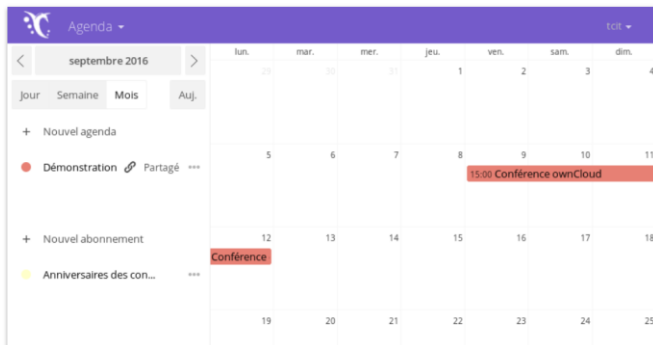 Agenda
tcit
septembre 2016
lun. mar. mer. jeu. ven. sam. dim.
29 30 31 1 2 3 4
Jour Semaine Mois Auj.
+ Nouvel agenda
Démonstration Partagé
5 6 7 8 9 10 11
15:00 Conférence ownCloud
+ Nouvel abonnement
12 13 14 15 16 17 18
Conférence
Anniversaires des con...
19 20 21 22 23 24 25